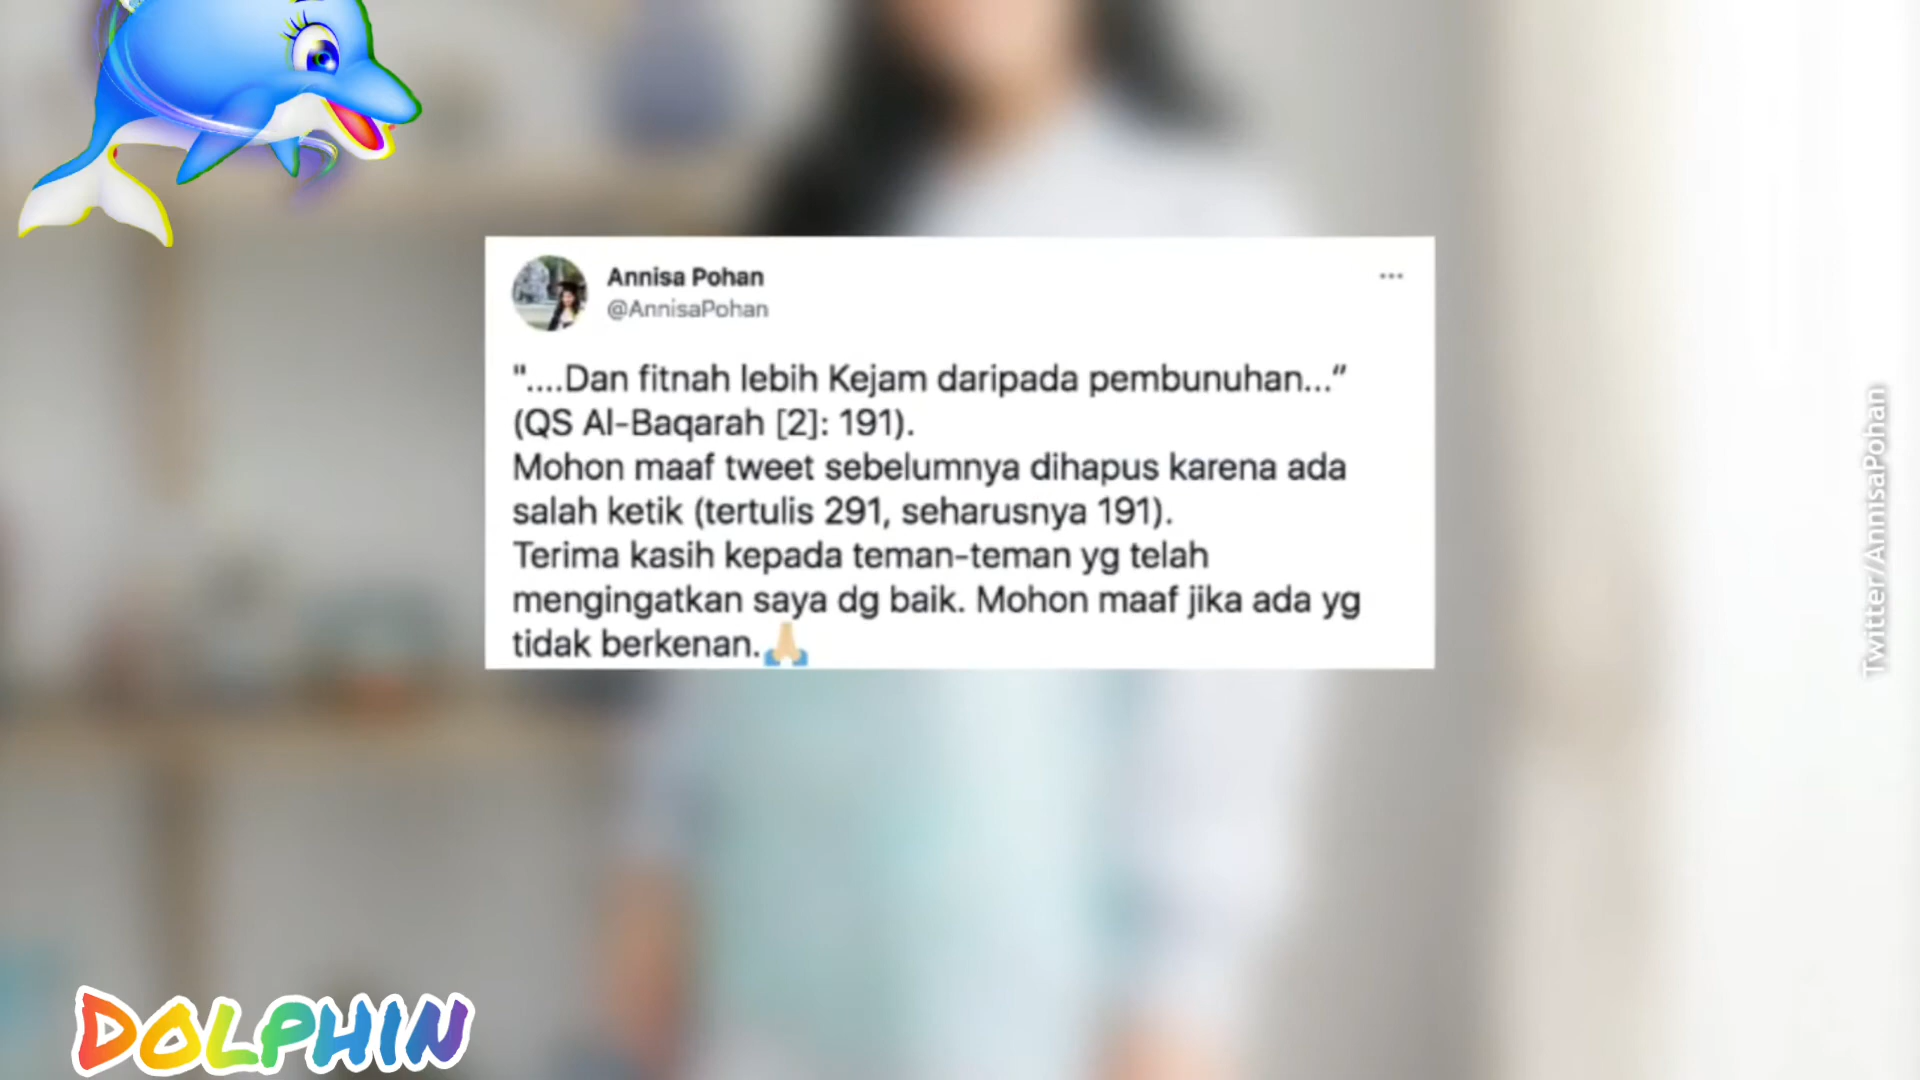 Annisa Pohan
@AnnisaPohan
"....Dan fitnah lebih Kejam daripada pembunuhan...”
(QS Al-Baqarah [2]: 191).
Mohon maaf tweet sebelumnya dihapus karena ada
salah ketik (tertulis 291, seharusnya 191).
Terima kasih kepada teman-teman yg telah
mengingatkan saya dg baik. Mohon maaf jika ada yg
tidak berkenan.🙏🏼
Twitter/AnnisaPohan
DOLPHIN